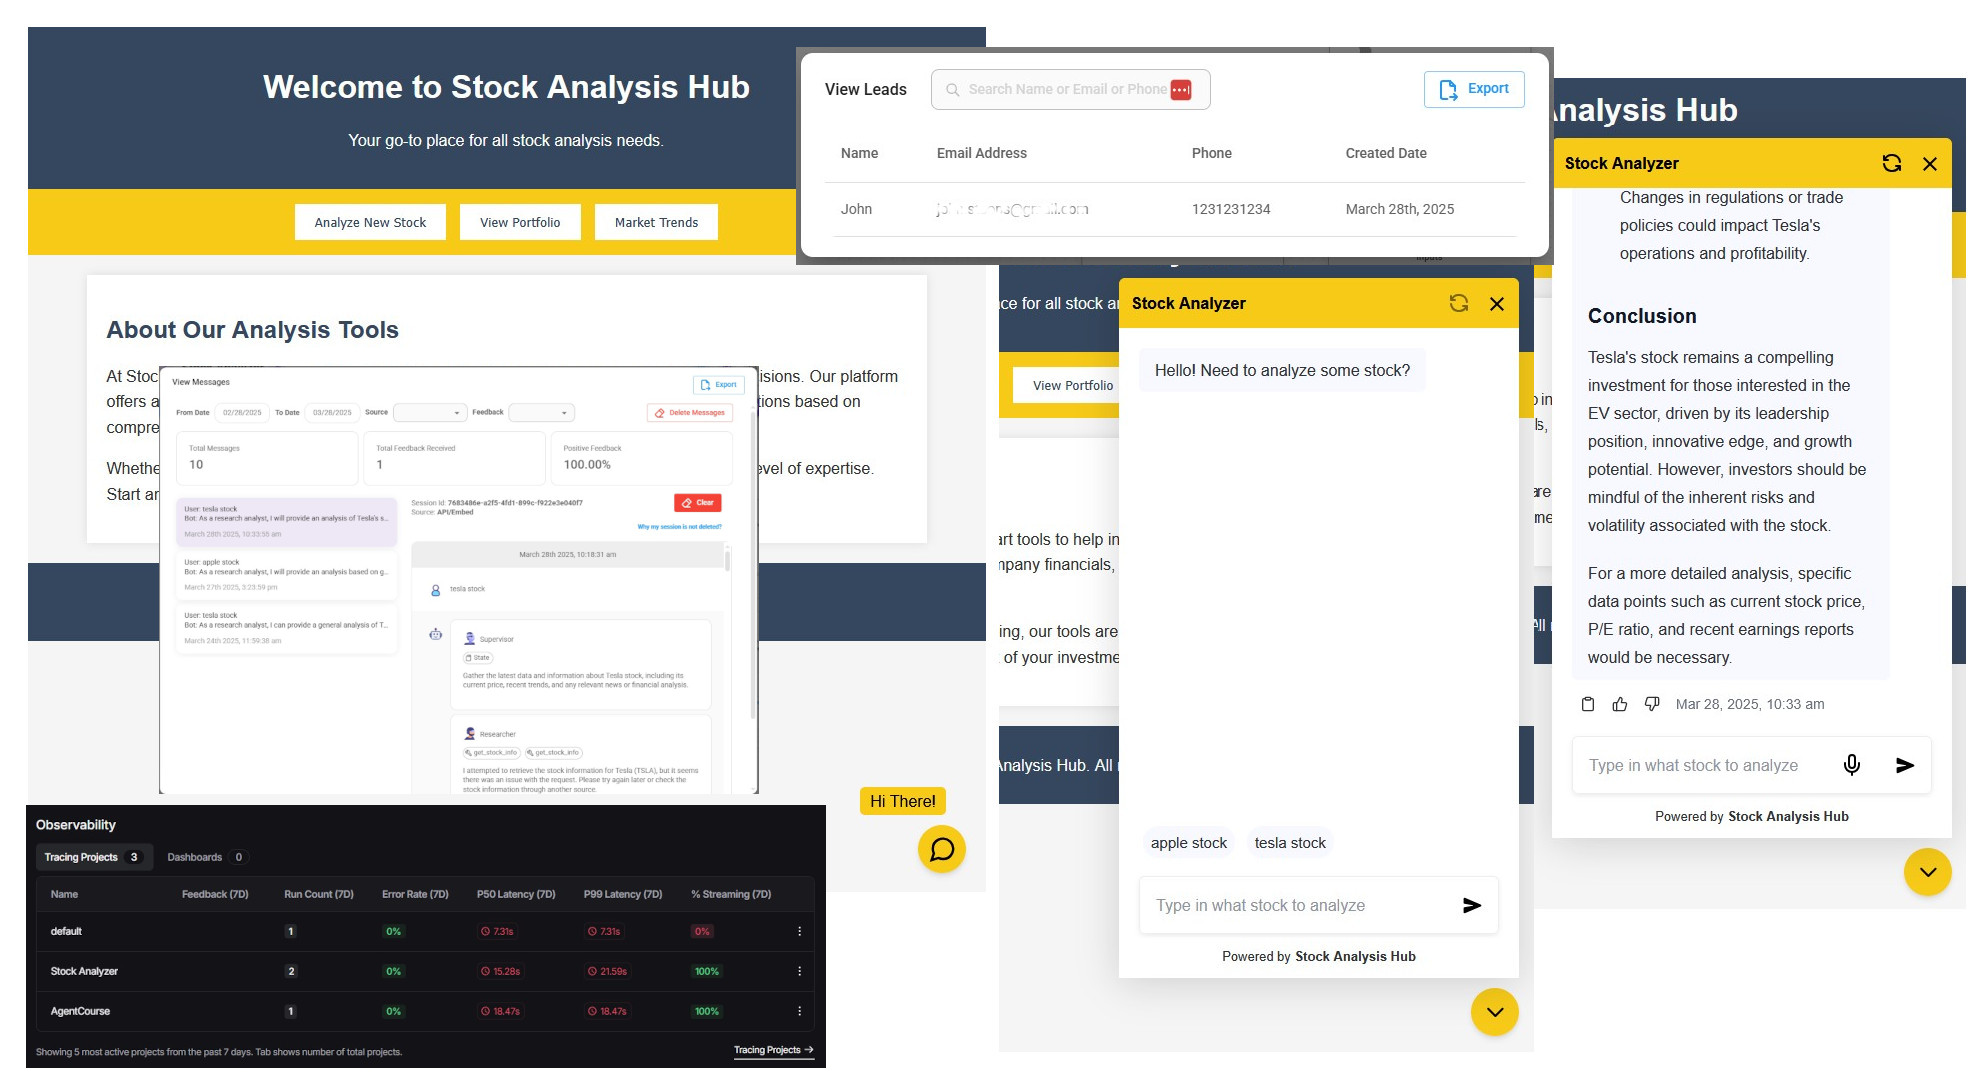 Welcome to Stock Analysis Hub
Your go-to place for all stock analysis needs.
Analyze New Stock
View Portfolio
Market Trends
About Our Analysis Tools
At Stoc
isions. Our platform
offers a
tions based on
compre
Whethe
evel of expertise.
Start an
View Messages
Export
From Date
02/28/2025
To Date
03/28/2025
Source
Feedback
Delete Messages
Total Messages
10
Total Feedback Received
1
Positive Feedback
100.00%
User: tesla stock
Bot: As a research analyst, I will provide an analysis of Tesla's s...
March 28th 2025, 10:33:55 am
User: apple stock
Bot: As a research analyst, I will provide an analysis based on g...
March 27th 2025, 3:23:59 pm
User: tesla stock
Bot: As a research analyst, I can provide a general analysis of T...
March 24th 2025, 11:59:38 am
Session Id: 7683486e-a2f5-4fd1-899c-f922e3e040f7
Source: API/Embed
Clear
Why my session is not deleted?
March 28th 2025, 10:18:31 am
tesla stock
Supervisor
State
Gather the latest data and information about Tesla stock, including its
current price, recent trends, and any relevant news or financial analysis.
Researcher
get_stock_info
get_stock_info
I attempted to retrieve the stock information for Tesla (TSLA), but it seems
there was an issue with the request. Please try again later or check the
stock information through another source.
Hi There!
Observability
Tracing Projects 3
Dashboards 0
Name Feedback (7D) Run Count (7D) Error Rate (7D) P50 Latency (7D) P99 Latency (7D) % Streaming (7D)
default 1 0% 7.31s 7.31s 0%
Stock Analyzer 2 0% 15.28s 21.59s 100%
AgentCourse 1 0% 18.47s 18.47s 100%
Showing 5 most active projects from the past 7 days. Tab shows number of total projects.
Tracing Projects →
View Leads
Search Name or Email or Phone
Export
Name Email Address Phone Created Date
John 1231231234 March 28th, 2025
Inputs
ce for all stock an
View Portfolio
art tools to help in
mpany financials,
ing, our tools are
of your investme
Analysis Hub. All r
Stock Analyzer
Hello! Need to analyze some stock?
apple stock
tesla stock
Type in what stock to analyze
Powered by Stock Analysis Hub
Analysis Hub
Stock Analyzer
Changes in regulations or trade
policies could impact Tesla's
operations and profitability.
Conclusion
Tesla's stock remains a compelling
investment for those interested in the
EV sector, driven by its leadership
position, innovative edge, and growth
potential. However, investors should be
mindful of the inherent risks and
volatility associated with the stock.
For a more detailed analysis, specific
data points such as current stock price,
P/E ratio, and recent earnings reports
would be necessary.
Mar 28, 2025, 10:33 am
Type in what stock to analyze
Powered by Stock Analysis Hub